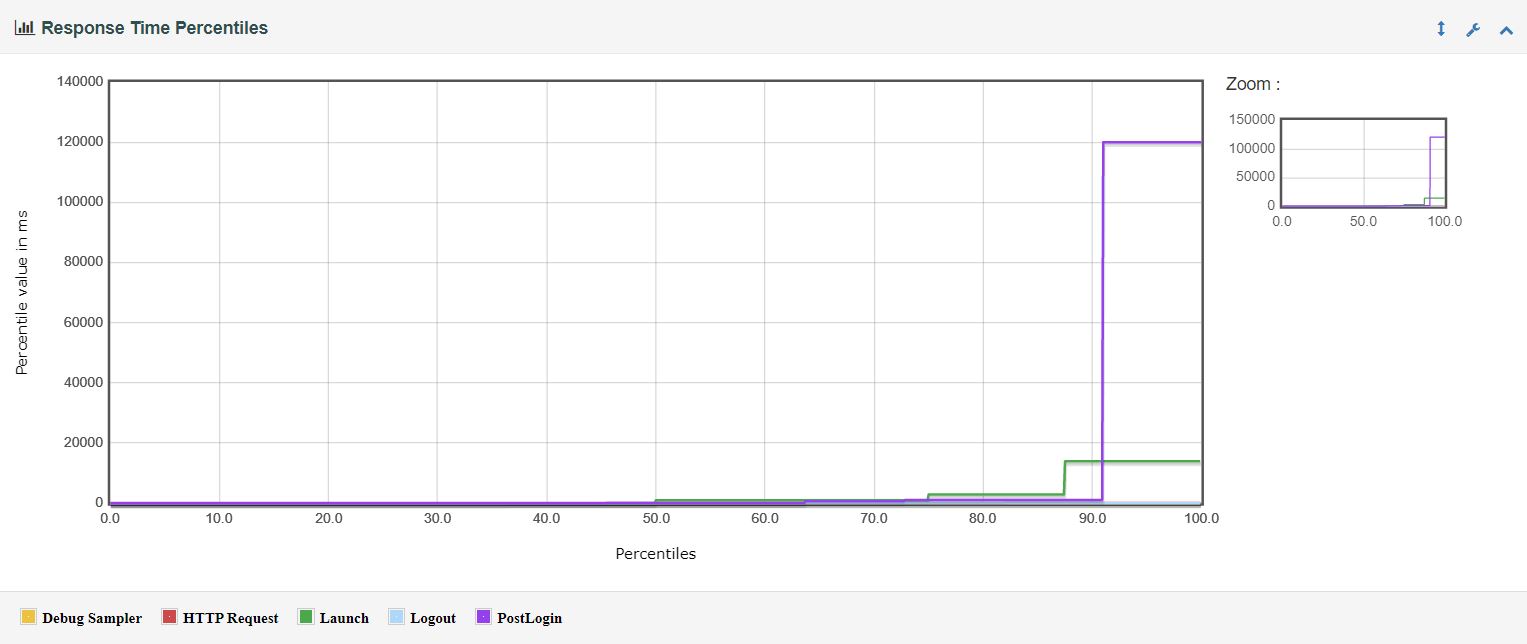 Response Time Percentiles
140000
120000
100000
80000
60000
40000
20000
0
Percentile value in ms
0.0 10.0 20.0 30.0 40.0 50.0 60.0 70.0 80.0 90.0 100.0
Percentiles
Zoom :
150000
100000
50000
0
0.0 50.0 100.0
Debug Sampler HTTP Request Launch Logout PostLogin